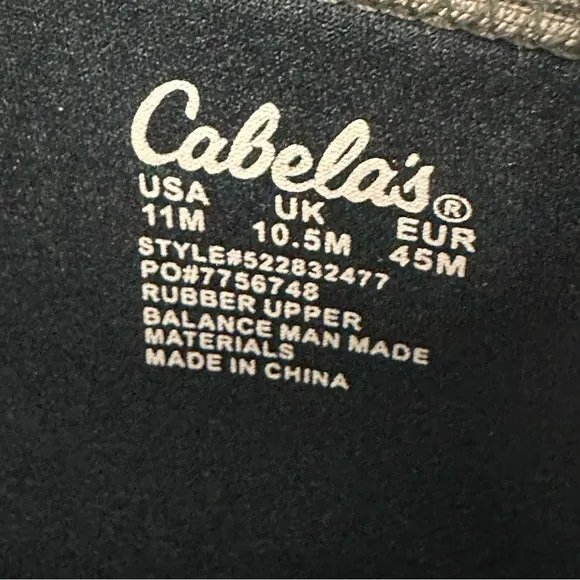 Cabela's®
USA UK EUR
11M 10.5M 45M
STYLE#522832477
PO#7756748
RUBBER UPPER
BALANCE MAN MADE
MATERIALS
MADE IN CHINA